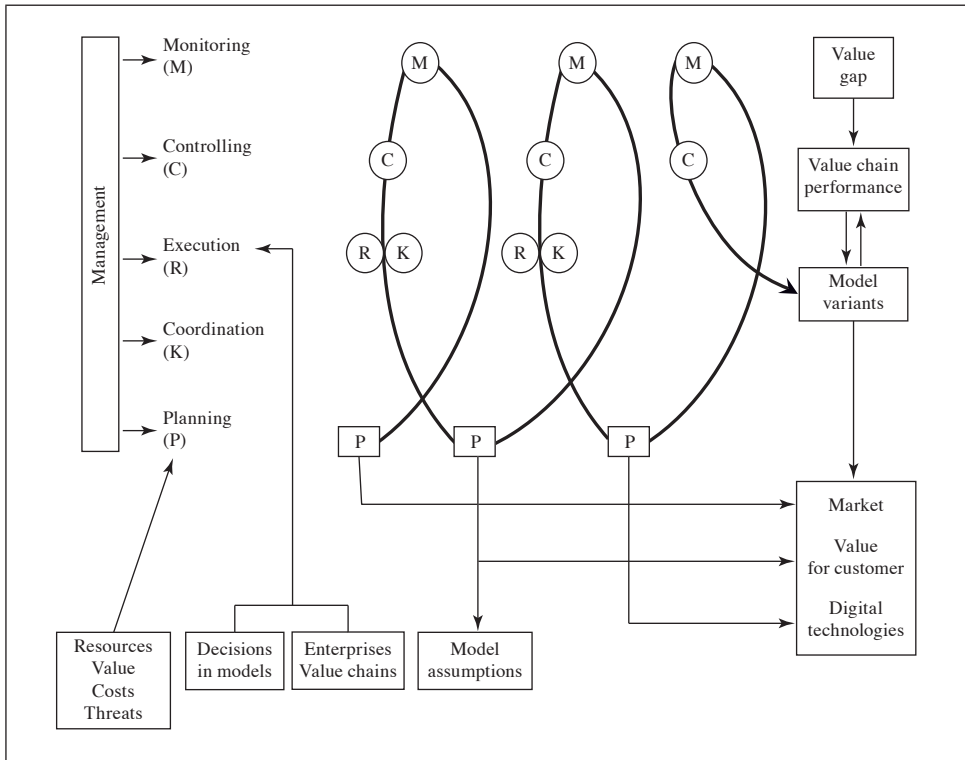 Management
Monitoring
(M)
Controlling
(C)
Execution
(R)
Coordination
(K)
Planning
(P)
M
M
M
C
C
C
R
K
R
K
P
P
P
Value
gap
Value chain
performance
Model
variants
Market
Value
for customer
Digital
technologies
Resources
Value
Costs
Threats
Decisions
in models
Enterprises
Value chains
Model
assumptions